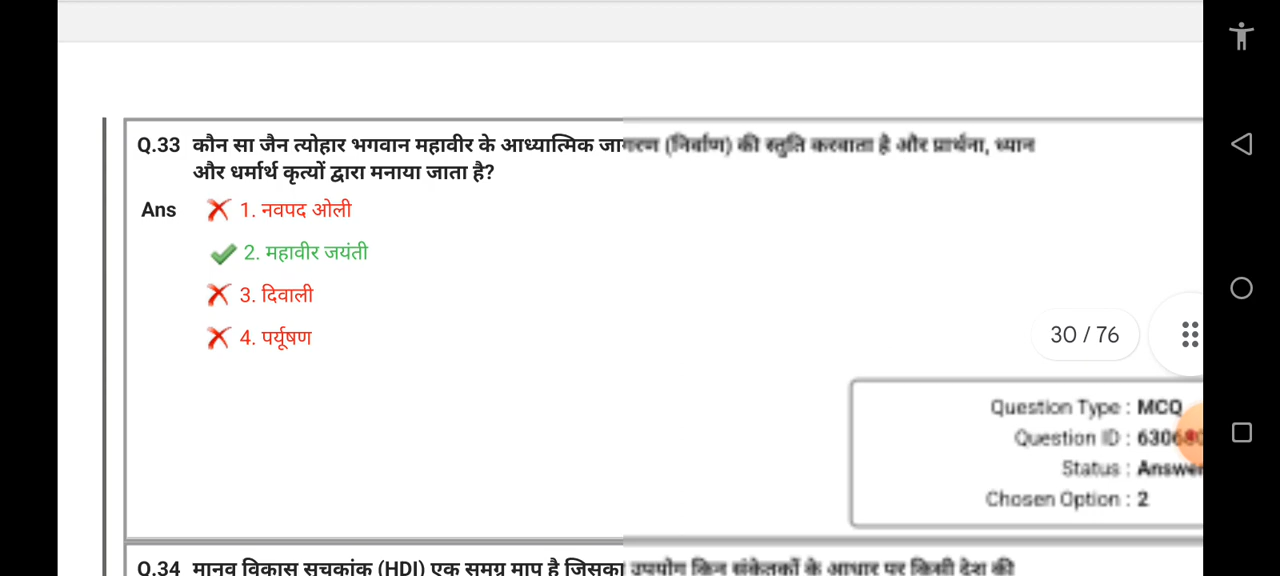 Q.33 कौन सा जैन त्योहार भगवान महावीर के आध्यात्मिक जागरण (निर्वाण) की स्तुति करवाता है और प्रार्थना, ध्यान
और धर्मार्थ कृत्यों द्वारा मनाया जाता है?
Ans 1. नवपद ओली
2. महावीर जयंती
3. दिवाली
4. पर्यूषण
30 / 76
Question Type : MCQ
Question ID : 630680
Status : Answer
Chosen Option : 2
Q.34 मानव विकास सूचकांक (HDI) एक समग्र माप है जिसका उपयोग किन संकेतकों के आधार पर किसी देश की